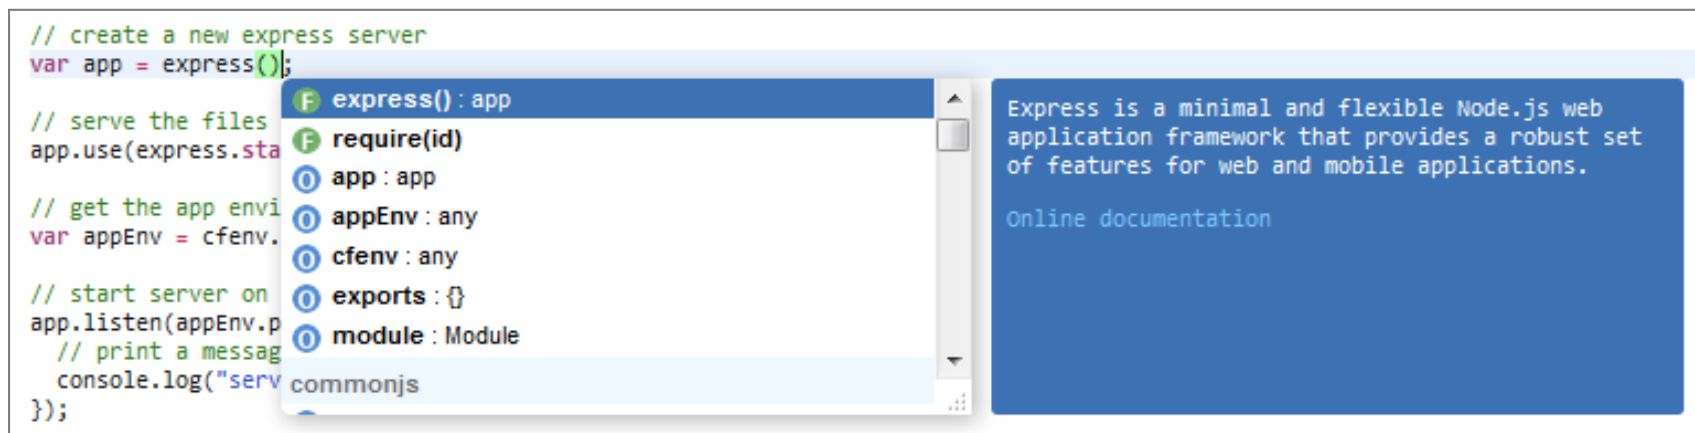 // create a new express server
var app = express();
// serve the files
app.use(express.sta
// get the app envi
var appEnv = cfenv.
// start server on
app.listen(appEnv.p
// print a messag
console.log("serv
});
F express() : app
F require(id)
O app : app
O appEnv : any
O cfenv : any
O exports : {}
O module : Module
commonjs
Express is a minimal and flexible Node.js web
application framework that provides a robust set
of features for web and mobile applications.
Online documentation